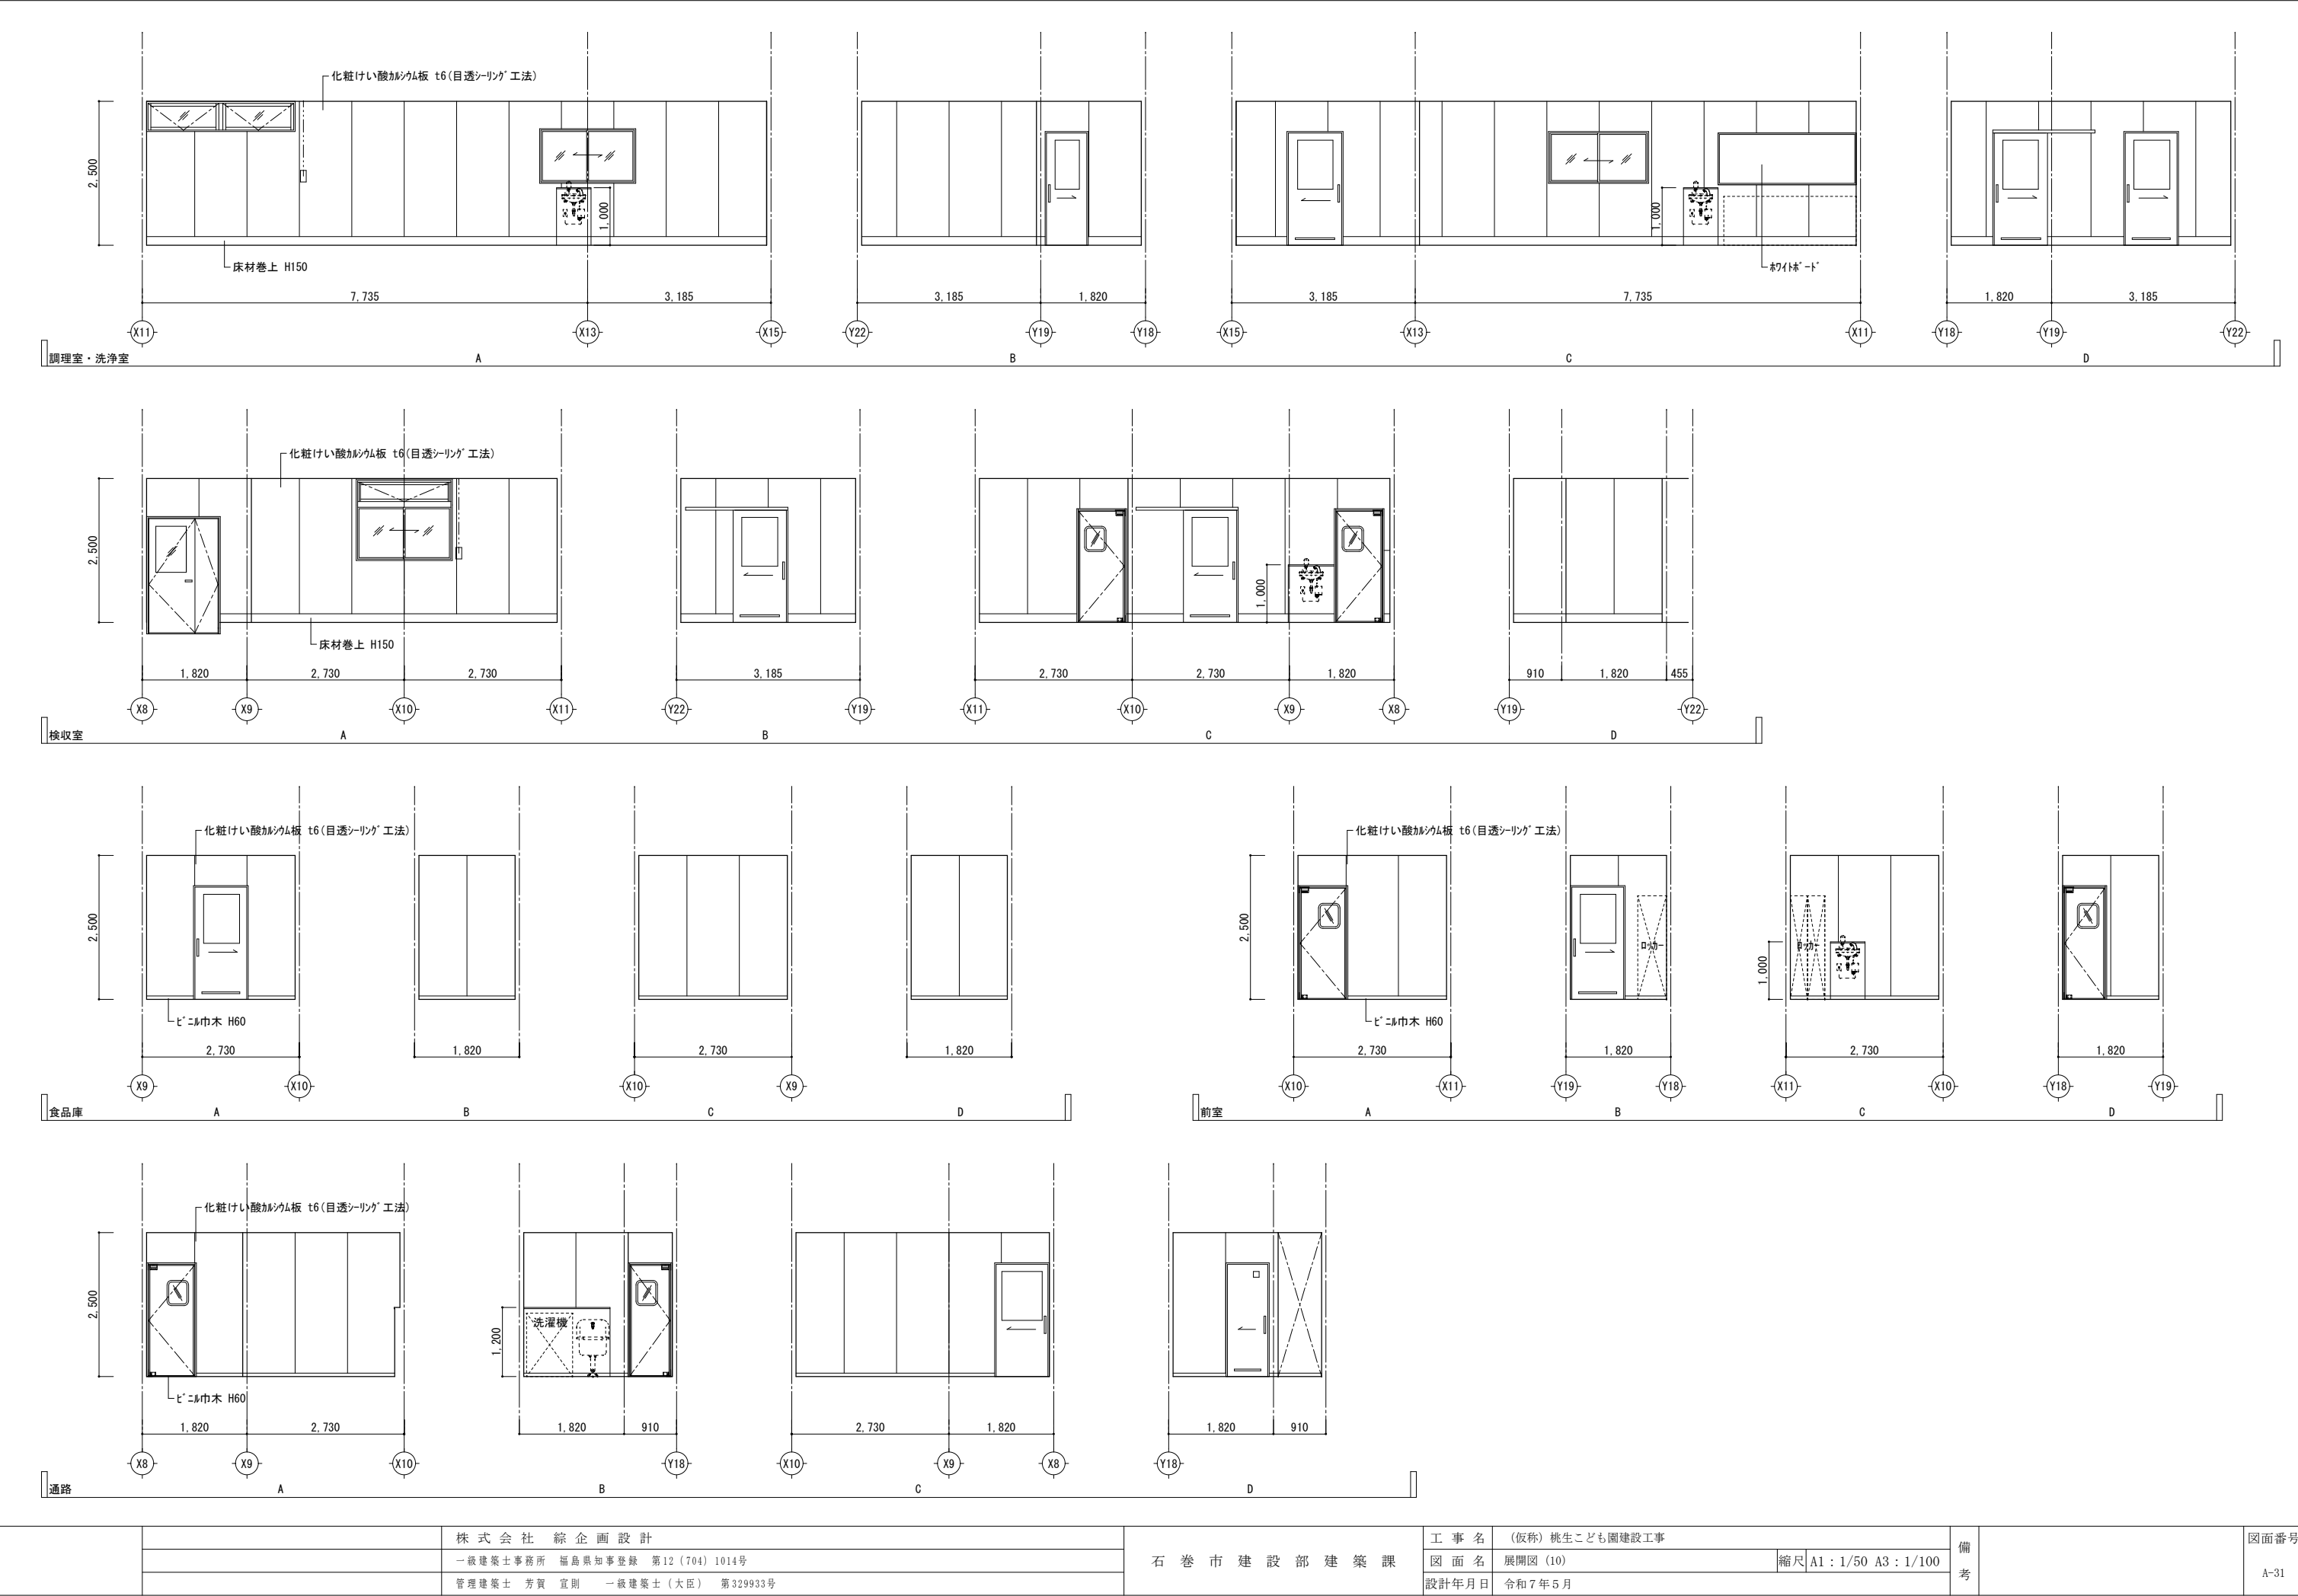 化粧けい酸ｶﾙｼｳﾑ板 t6(目透ｼｰﾘﾝｸﾞ工法)
2,500
1,000
1,000
床材巻上 H150
ﾎﾜｲﾄﾎﾞｰﾄﾞ
7,735 3,185 3,185 1,820 3,185 7,735 1,820 3,185
X11 X13 X15 Y22 Y19 Y18 X15 X13 X11 Y18 Y19 Y22
調理室・洗浄室 A B C D
化粧けい酸ｶﾙｼｳﾑ板 t6(目透ｼｰﾘﾝｸﾞ工法)
2,500
1,000
床材巻上 H150
1,820 2,730 2,730 3,185 2,730 2,730 1,820 910 1,820 455
X8 X9 X10 X11 Y22 Y19 X11 X10 X9 X8 Y19 Y22
検収室 A B C D
化粧けい酸ｶﾙｼｳﾑ板 t6(目透ｼｰﾘﾝｸﾞ工法)
2,500
ﾋﾞﾆﾙ巾木 H60
2,730 1,820 2,730 1,820
X9 X10 X10 X9
食品庫 A B C D
化粧けい酸ｶﾙｼｳﾑ板 t6(目透ｼｰﾘﾝｸﾞ工法)
2,500
ﾛｯｶｰ
ﾛｯｶｰ
1,000
ﾋﾞﾆﾙ巾木 H60
2,730 1,820 2,730 1,820
X10 X11 Y19 Y18 X11 X10 Y18 Y19
前室 A B C D
化粧けい酸ｶﾙｼｳﾑ板 t6(目透ｼｰﾘﾝｸﾞ工法)
2,500
洗濯機
1,200
ﾋﾞﾆﾙ巾木 H60
1,820 2,730 1,820 910 2,730 1,820 1,820 910
X8 X9 X10 Y18 X10 X9 X8 Y18
通路 A B C D
株式会社 綜企画設計
一級建築士事務所 福島県知事登録 第12(704)1014号
管理建築士 芳賀 宣則 一級建築士(大臣) 第329933号
石巻市建設部建築課
工事名 (仮称)桃生こども園建設工事
図面名 展開図(10) 縮尺 A1:1/50 A3:1/100
設計年月日 令和7年5月
備考
図面番号
A-31